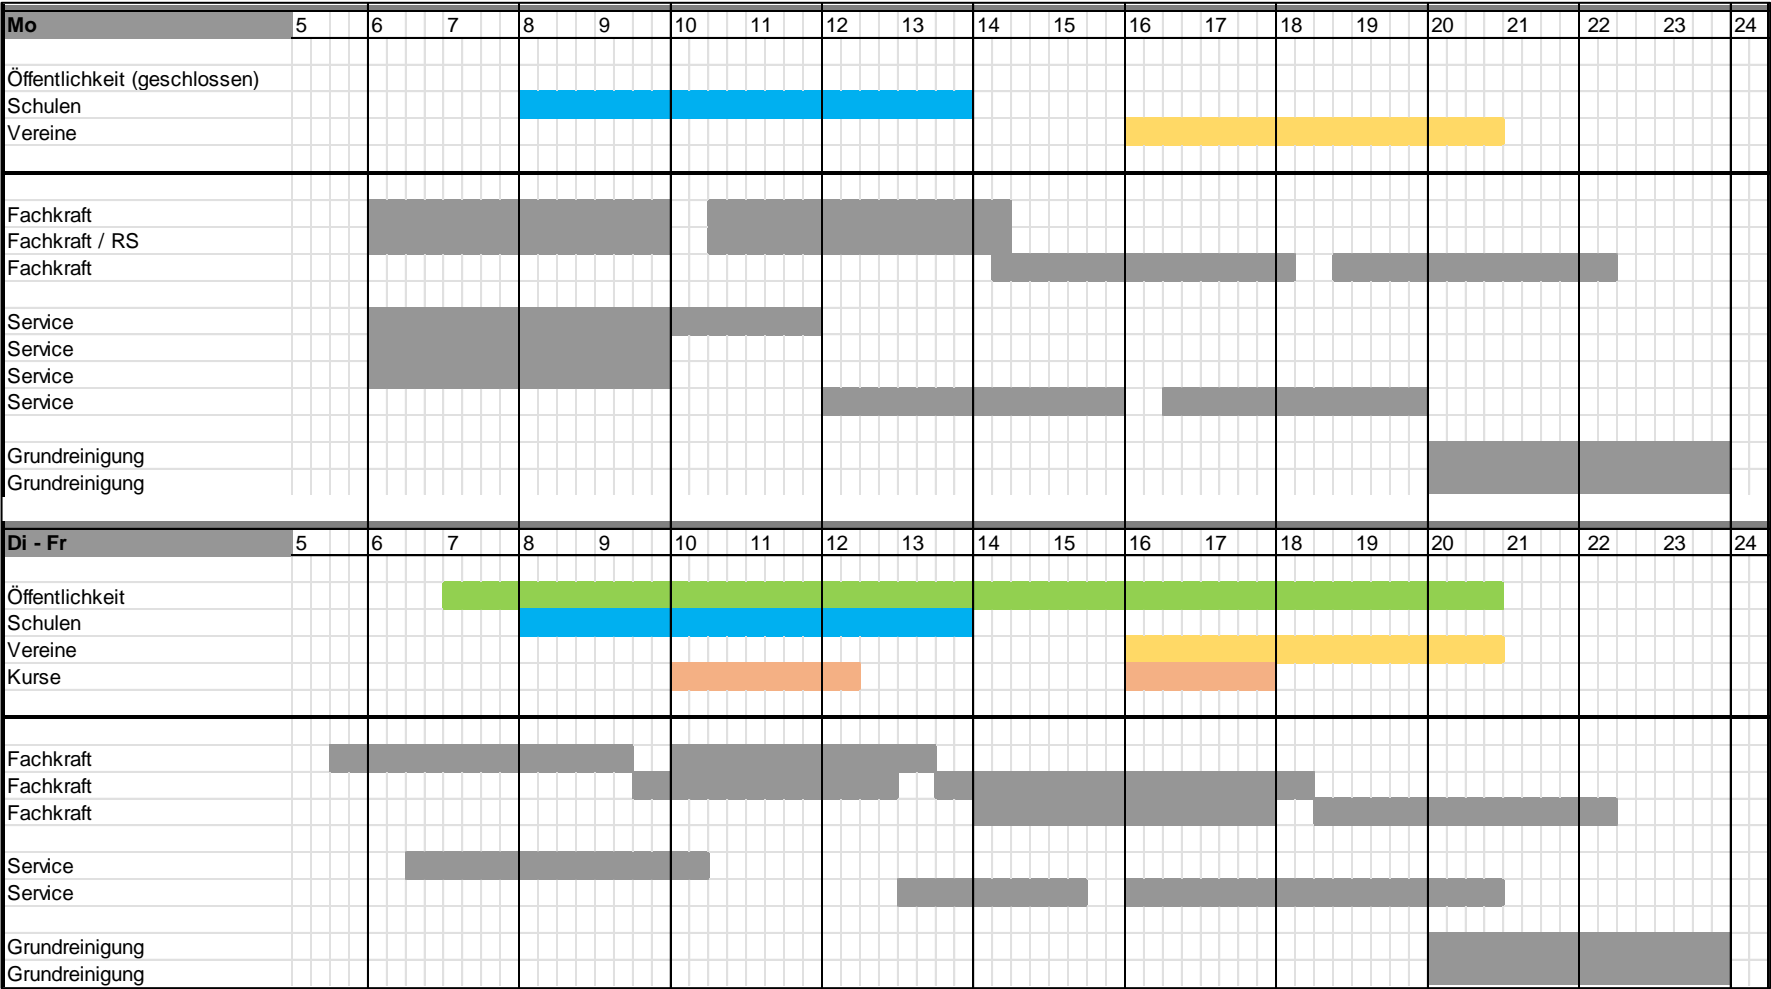 Mo 5 6 7 8 9 10 11 12 13 14 15 16 17 18 19 20 21 22 23 24
Öffentlichkeit (geschlossen)
Schulen
Vereine
Fachkraft
Fachkraft / RS
Fachkraft
Service
Service
Service
Service
Grundreinigung
Grundreinigung
Di - Fr 5 6 7 8 9 10 11 12 13 14 15 16 17 18 19 20 21 22 23 24
Öffentlichkeit
Schulen
Vereine
Kurse
Fachkraft
Fachkraft
Fachkraft
Service
Service
Grundreinigung
Grundreinigung